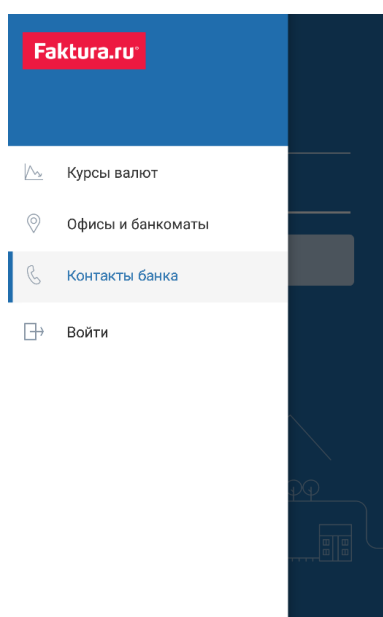 Faktura.ru
Курсы валют
Офисы и банкоматы
Контакты банка
Войти